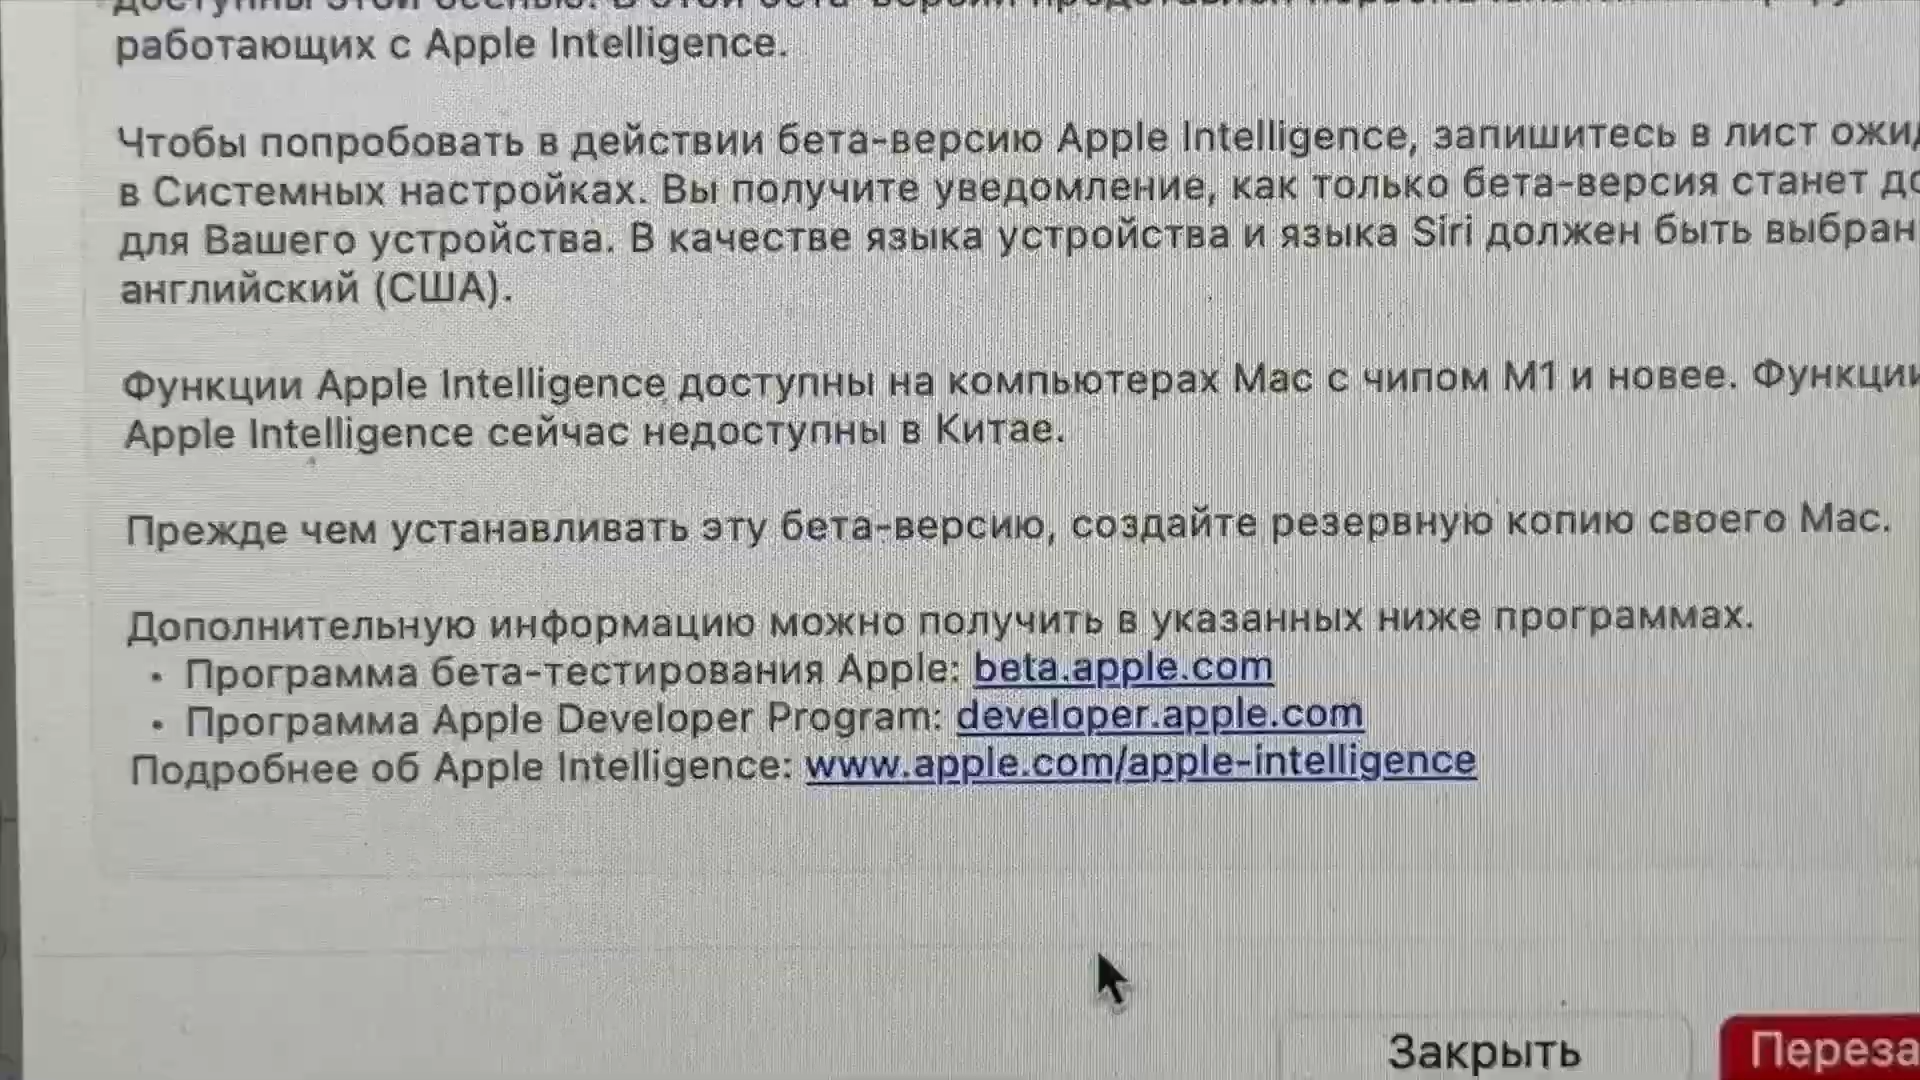 работающих с Apple Intelligence.
Чтобы попробовать в действии бета-версию Apple Intelligence, запишитесь в лист
в Системных настройках. Вы получите уведомление, как только бета-версия станет
для Вашего устройства. В качестве языка устройства и языка Siri должен быть выбран
английский (США).
Функции Apple Intelligence доступны на компьютерах Mac с чипом M1 и новее. Функции
Apple Intelligence сейчас недоступны в Китае.
Прежде чем устанавливать эту бета-версию, создайте резервную копию своего Mac.
Дополнительную информацию можно получить в указанных ниже программах.
• Программа бета-тестирования Apple: beta.apple.com
• Программа Apple Developer Program: developer.apple.com
Подробнее об Apple Intelligence: www.apple.com/apple-intelligence
Закрыть